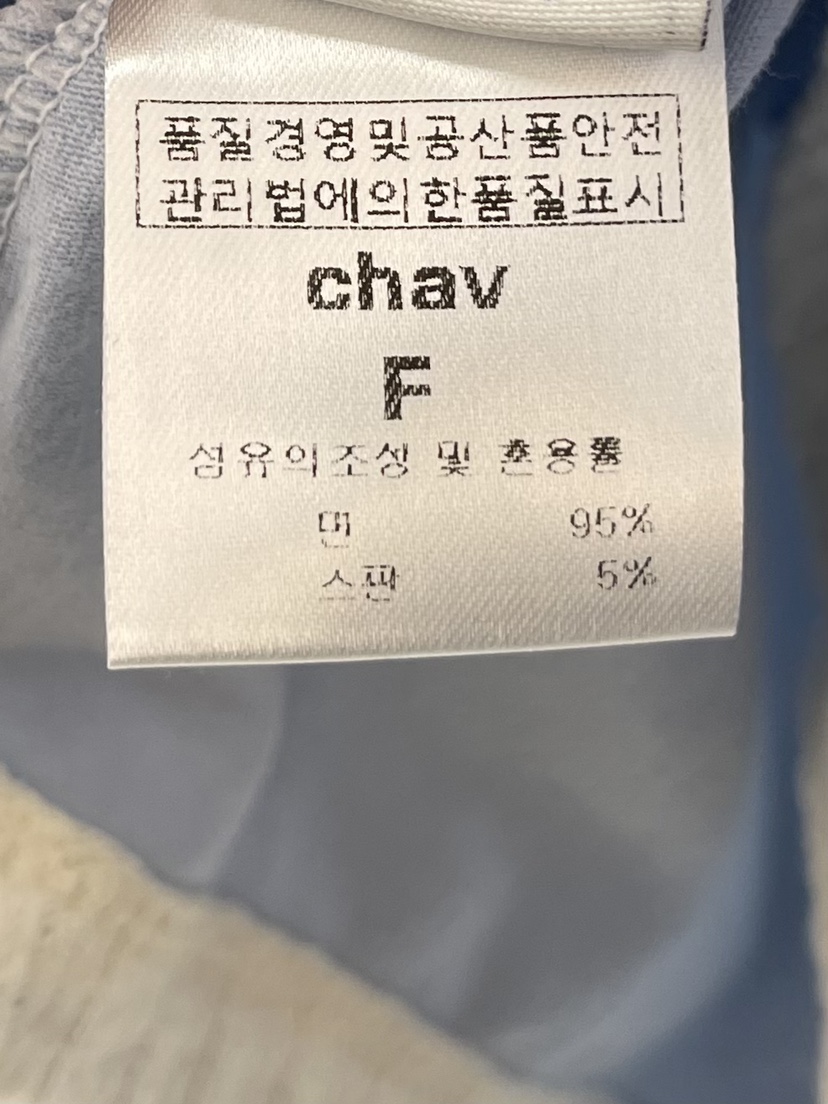 품질경영및공산품안전
관리법에의한품질표시
chav
F
섬유의조성 및 혼용률
면 95%
스판 5%